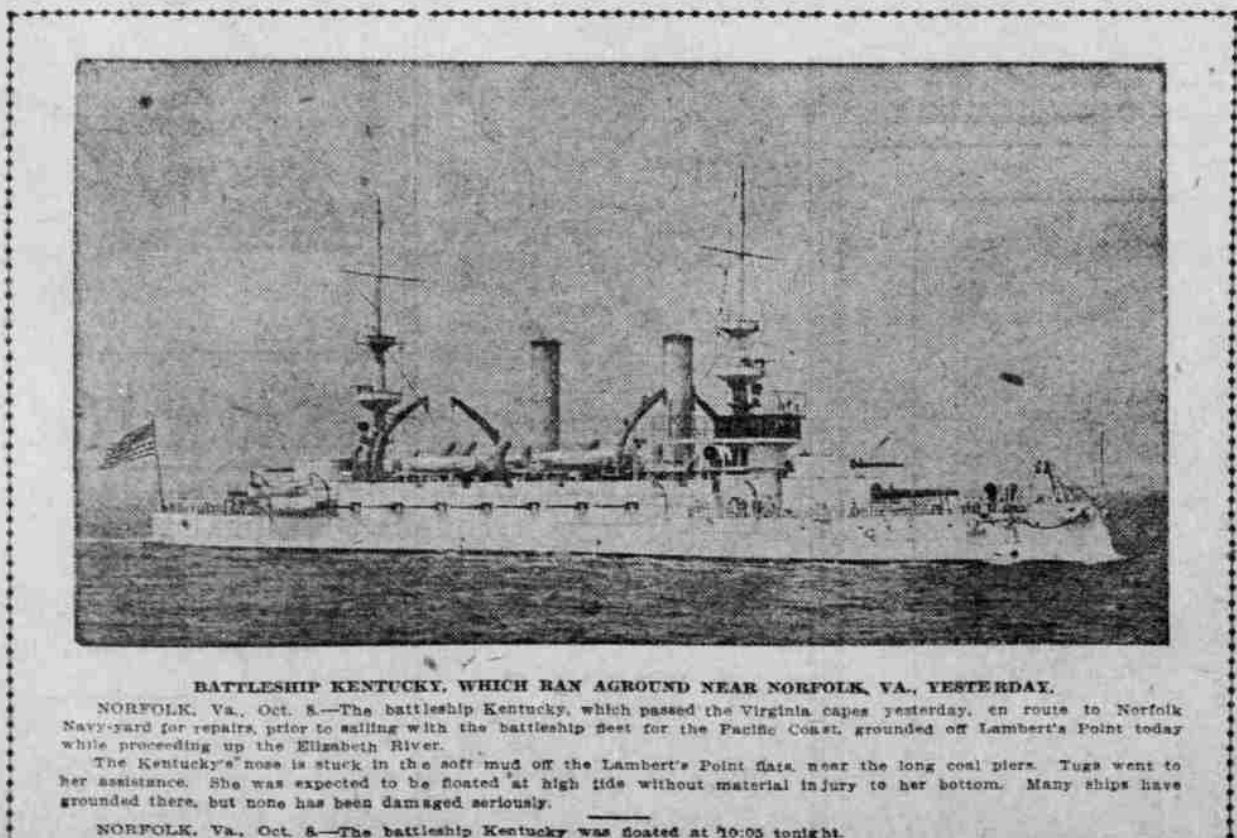 BATTLESHIP KENTUCKY, WHICH RAN AGROUND NEAR NORFOLK, VA., YESTERDAY.
NORFOLK, Va., Oct. 8.—The battleship Kentucky, which passed the Virginia capes yesterday, en route to Norfolk
Navy-yard for repairs, prior to sailing with the battleship fleet for the Pacific Coast, grounded off Lambert's Point today
while proceeding up the Elizabeth River.
The Kentucky's nose is stuck in the soft mud off the Lambert's Point flats, near the long coal piers. Tugs went to
her assistance. She was expected to be floated at high tide without material injury to her bottom. Many ships have
grounded there, but none has been damaged seriously.
NORFOLK, Va., Oct. 8.—The battleship Kentucky was floated at 10:05 tonight.